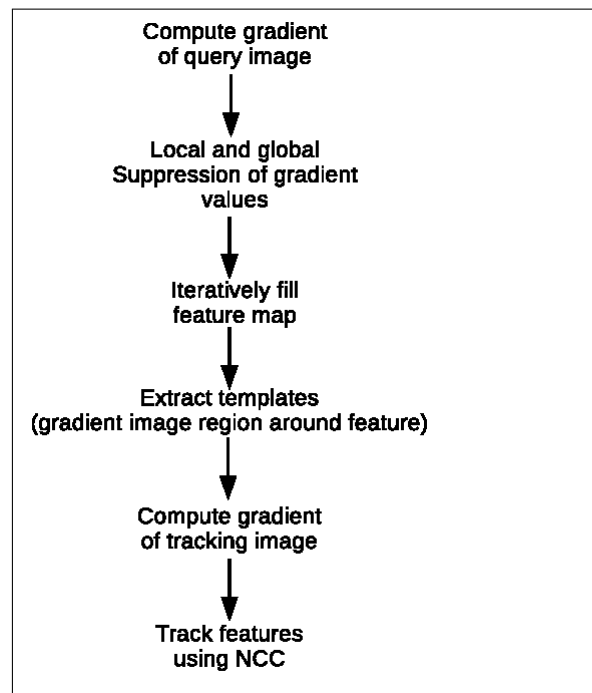 Compute gradient
of query image
Local and global
Suppression of gradient
values
Iteratively fill
feature map
Extract templates
(gradient image region around feature)
Compute gradient
of tracking image
Track features
using NCC